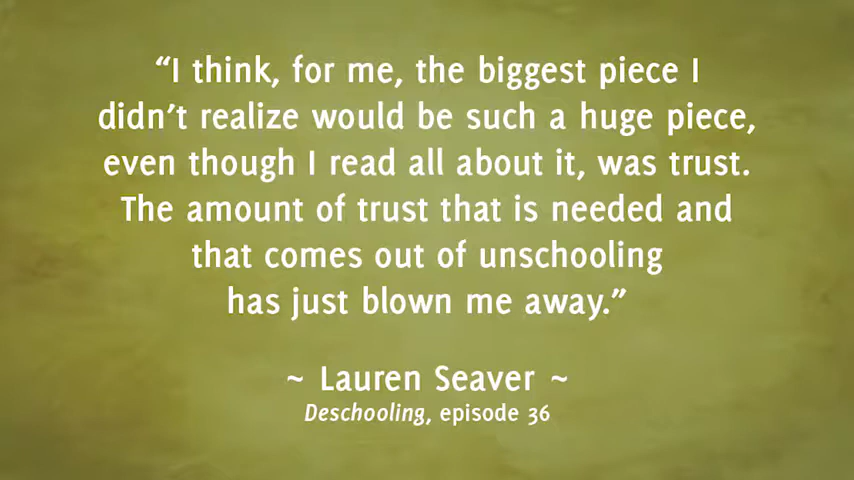 “I think, for me, the biggest piece I
didn’t realize would be such a huge piece,
even though I read all about it, was trust.
The amount of trust that is needed and
that comes out of unschooling
has just blown me away.”
~ Lauren Seaver ~
Deschooling, episode 36